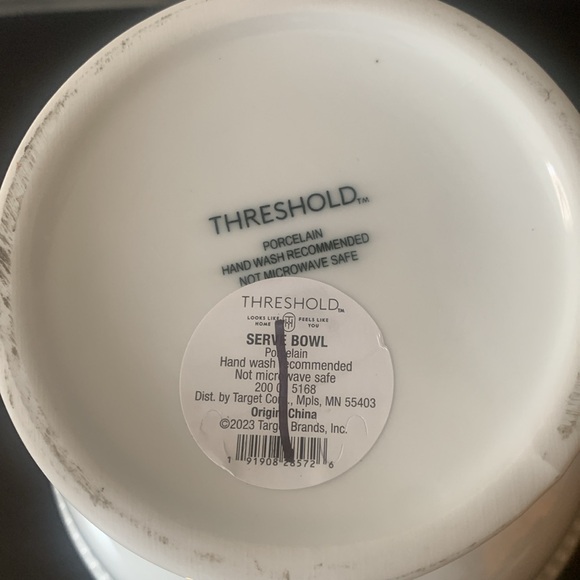 THRESHOLD™
PORCELAIN
HAND WASH RECOMMENDED
NOT MICROWAVE SAFE
THRESHOLD™
LOOKS LIKE HOME FEELS LIKE YOU
SERVE BOWL
Porcelain
Hand wash recommended
Not microwave safe
200 5168
Dist. by Target Mpls, MN 55403
Origin: China
©2023 Target Brands, Inc.
1 91908 28572 6